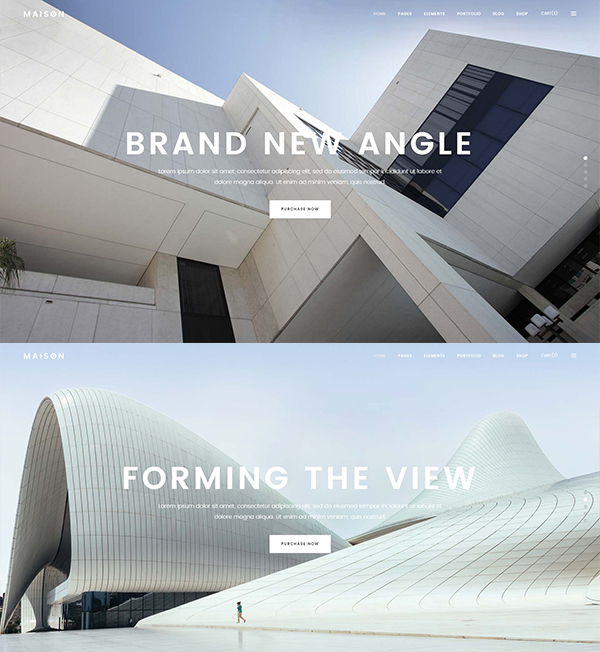 MAISON
HOME PAGES ELEMENTS PORTFOLIO BLOG SHOP CART(0)
BRAND NEW ANGLE
Lorem ipsum dolor sit amet, consectetur adipiscing elit, sed do eiusmod tempor incididunt ut labore et
dolore magna aliqua. Ut enim ad minim veniam, quis nostrud.
PURCHASE NOW
MAISON
HOME PAGES ELEMENTS PORTFOLIO BLOG SHOP CART(0)
FORMING THE VIEW
Lorem ipsum dolor sit amet, consectetur adipiscing elit, sed do eiusmod tempor incididunt ut labore et
dolore magna aliqua. Ut enim ad minim veniam, quis nostrud.
PURCHASE NOW